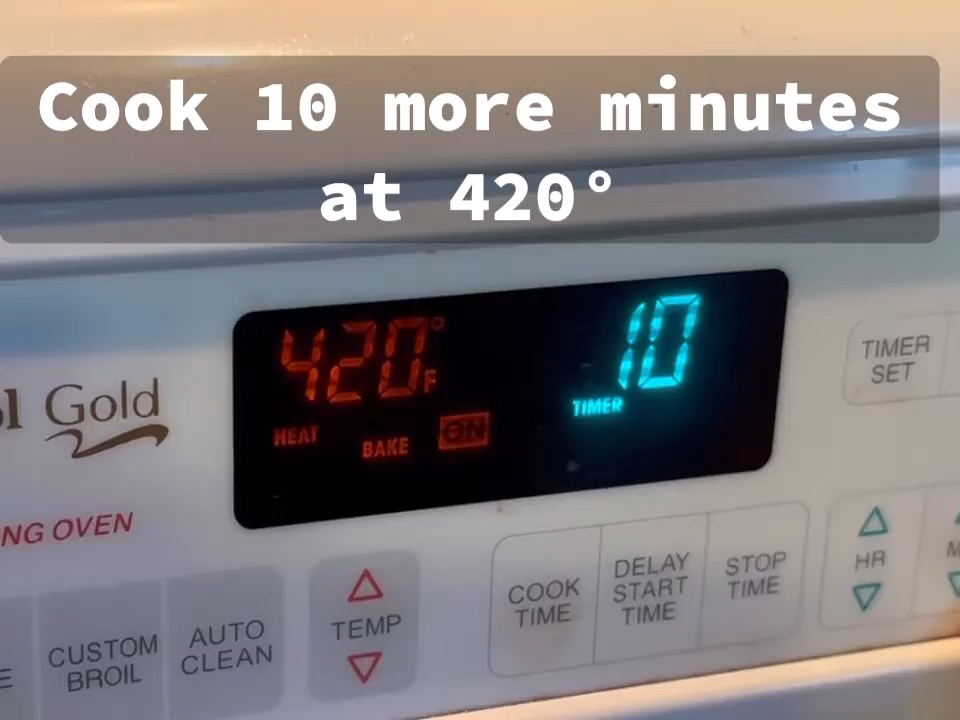 Cook 10 more minutes
at 420°
420°F
10
TIMER
HEAT
BAKE
ON
TIMER
SET
Gold
OVEN
CUSTOM
BROIL
AUTO
CLEAN
TEMP
COOK
TIME
DELAY
START
TIME
STOP
TIME
HR